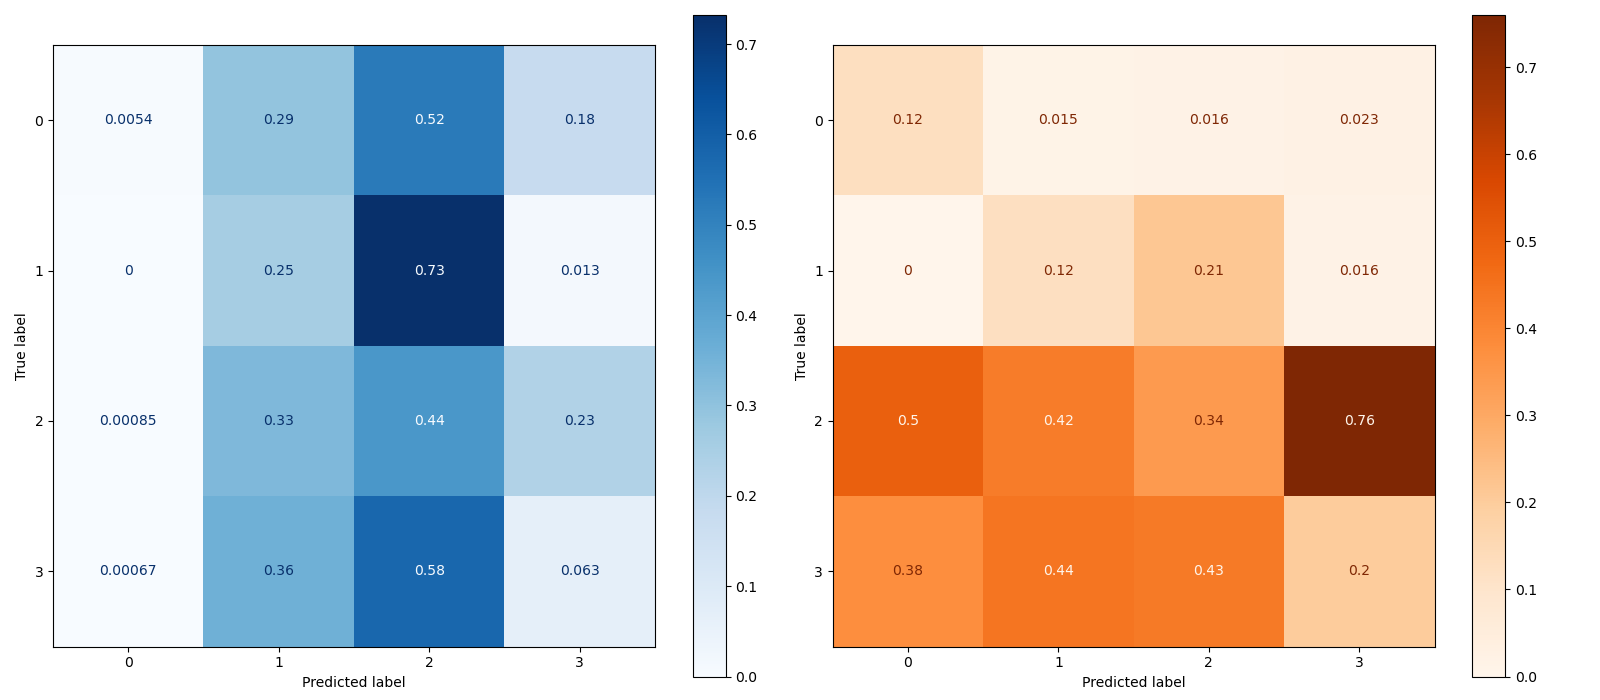 0 0.0054 0.29 0.52 0.18
1 0 0.25 0.73 0.013
2 0.00085 0.33 0.44 0.23
3 0.00067 0.36 0.58 0.063
0 1 2 3
Predicted label
True label
0.7
0.6
0.5
0.4
0.3
0.2
0.1
0.0
0 0.12 0.015 0.016 0.023
1 0 0.12 0.21 0.016
2 0.5 0.42 0.34 0.76
3 0.38 0.44 0.43 0.2
0 1 2 3
Predicted label
True label
0.7
0.6
0.5
0.4
0.3
0.2
0.1
0.0